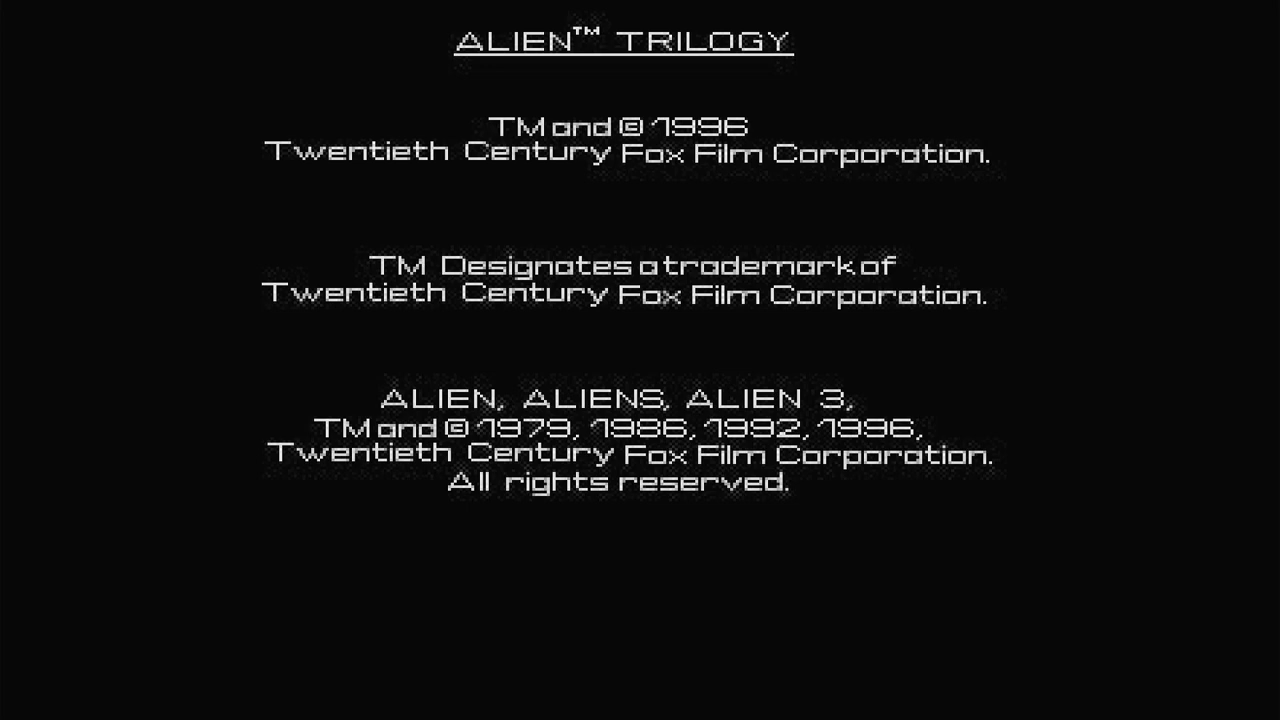 ALIEN™ TRILOGY
TM and © 1996
Twentieth Century Fox Film Corporation.
TM Designates a trademark of
Twentieth Century Fox Film Corporation.
ALIEN, ALIENS, ALIEN 3,
TM and © 1979, 1986, 1992, 1996,
Twentieth Century Fox Film Corporation.
All rights reserved.